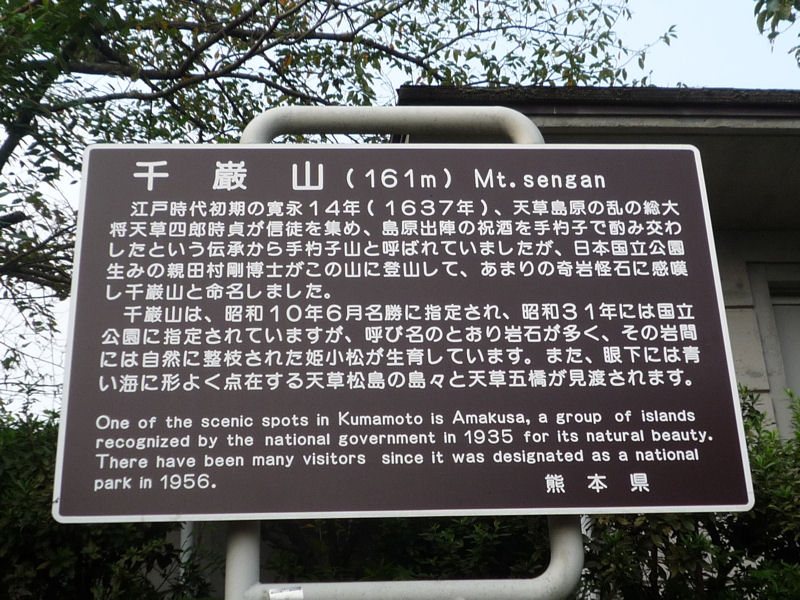 千巌山（161m）Mt.sengan
江戸時代初期の寛永14年（1637年）、天草島原の乱の総大
将天草四郎時貞が信徒を集め、島原出陣の祝酒を手杓子で酌み交わ
したという伝承から手杓子山と呼ばれていましたが、日本国立公園
生みの親田村剛博士がこの山に登山して、あまりの奇岩怪石に感嘆
し千巌山と命名しました。
千巌山は、昭和10年6月名勝に指定され、昭和31年には国立
公園に指定されていますが、呼び名のとおり岩石が多く、その岩間
には自然に整枝された姫小松が生育しています。また、眼下には青
い海に形よく点在する天草松島の島々と天草五橋が見渡されます。
One of the scenic spots in Kumamoto is Amakusa, a group of islands
recognized by the national government in 1935 for its natural beauty.
There have been many visitors since it was designated as a national
park in 1956.
熊本県